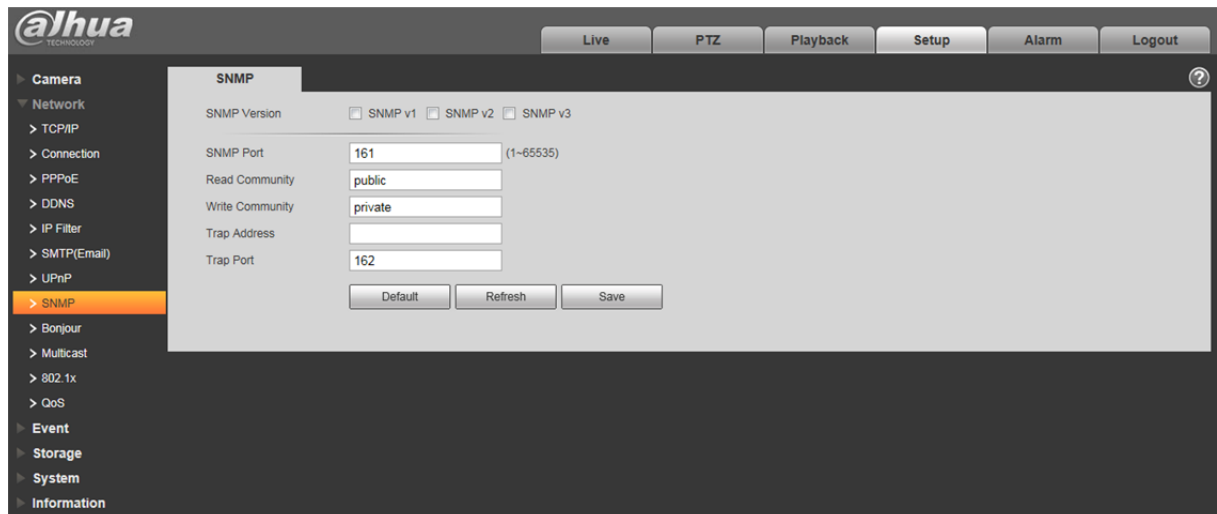 alhua
TECHNOLOGY
Live PTZ Playback Setup Alarm Logout
Camera
Network
TCP/IP
Connection
PPPoE
DDNS
IP Filter
SMTP(Email)
UPnP
SNMP
Bonjour
Multicast
802.1x
QoS
Event
Storage
System
Information
SNMP ?
SNMP Version SNMP v1 SNMP v2 SNMP v3
SNMP Port 161 (1~65535)
Read Community public
Write Community private
Trap Address
Trap Port 162
Default Refresh Save